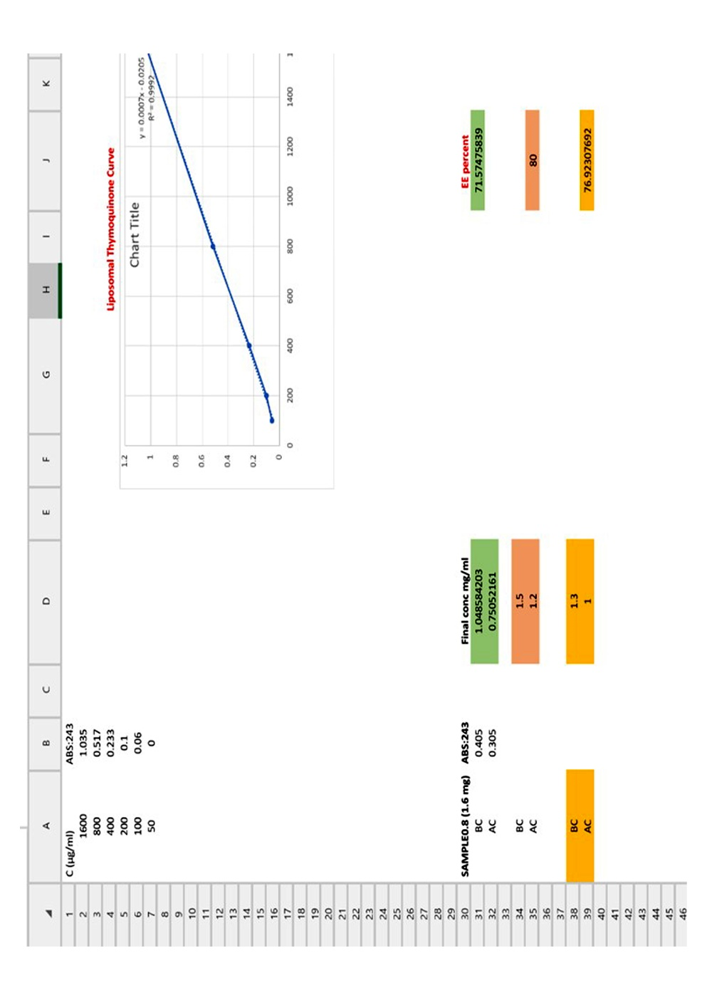 A B C D E F G H I J K
1 C (µg/ml) ABS:243
2 1600 1.035
3 800 0.517
4 400 0.233
5 200 0.1
6 100 0.06
7 50 0
8
9
10
11
12
13
14
15
16
17
18
19
20
21
22
23
24
25
26
27
28
29
Liposomal Thymoquinone Curve
Chart Title
y = 0.0007x - 0.0205
R² = 0.9992
1.2
1
0.8
0.6
0.4
0.2
0
0 200 400 600 800 1000 1200 1400 1
30 SAMPLE0.8 (1.6 mg) ABS:243 Final conc mg/ml EE percent
31 BC 0.405 1.048584203 71.57475839
32 AC 0.305 0.75052161
33
34 BC 1.5
35 AC 1.2 80
36
37
38 BC 1.3
39 AC 1 76.92307692
40
41
42
43
44
45
46